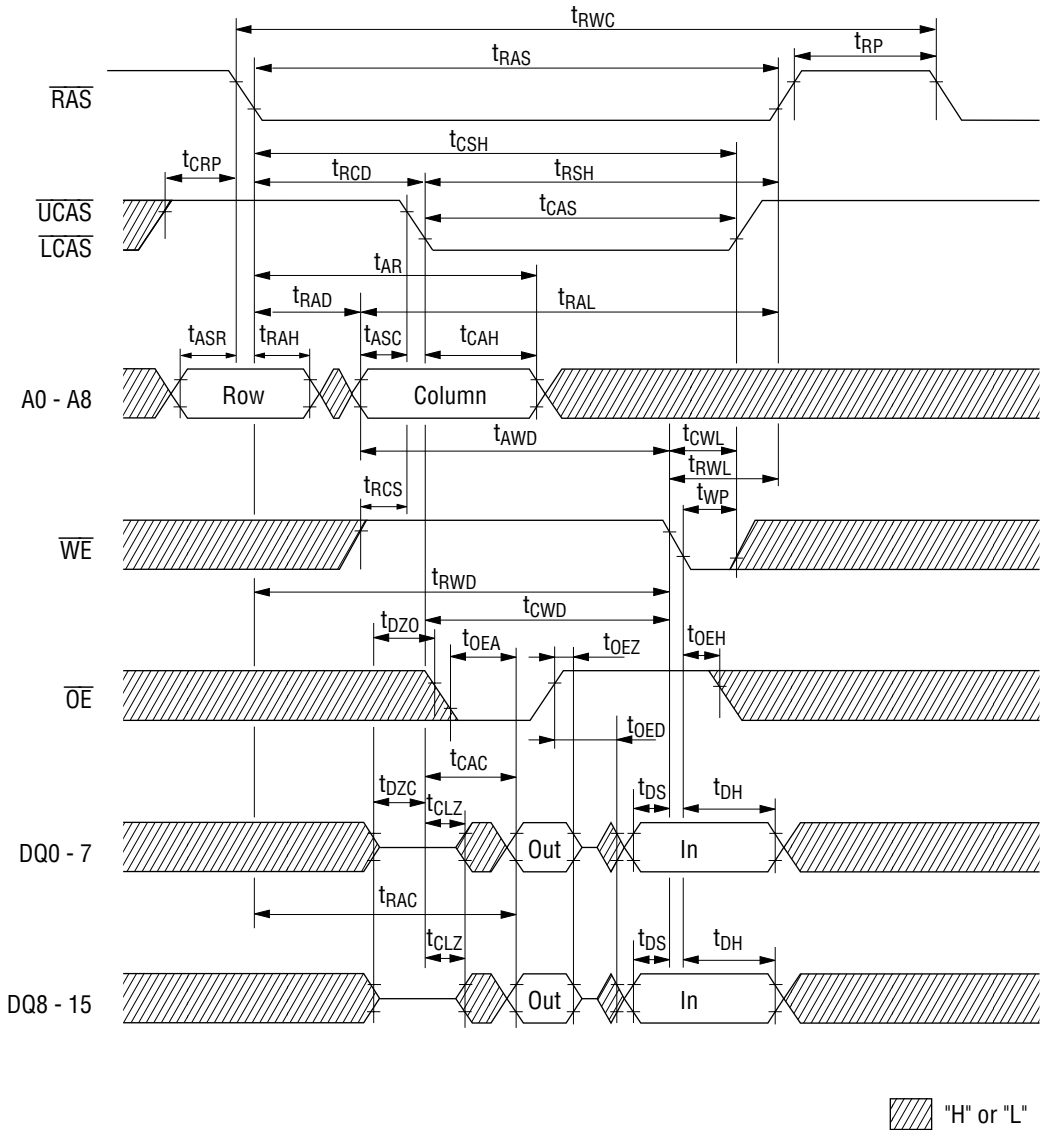 tRWC
tRP
tRAS
RAS
tCSH
tCRP
tRCD
tRSH
UCAS
tCAS
LCAS
tAR
tRAD
tRAL
tASR
tRAH
tASC
tCAH
A0 - A8
Row
Column
tAWD
tCWL
tRWL
tRCS
tWP
WE
tRWD
tCWD
tDZO
tOEA
tOEZ
tOEH
OE
tOED
tCAC
tDZC
tCLZ
tDS
tDH
DQ0 - 7
Out
In
tRAC
tCLZ
tDS
tDH
DQ8 - 15
Out
In
"H" or "L"